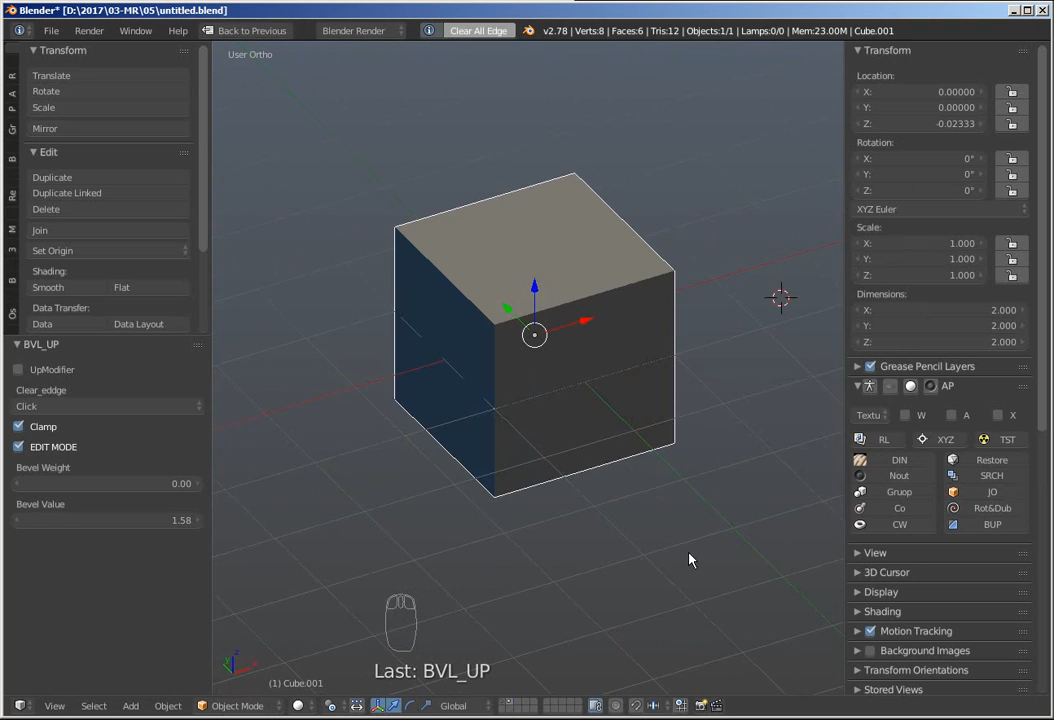 Blender* [D:\2017\03-MR\05\untitled.blend]
File Render Window Help Back to Previous Blender Render Clear All Edge v2.78 | Verts:8 | Faces:6 | Tris:12 | Objects:1/1 | Lamps:0/0 | Mem:23.00M | Cube.001
Transform
Translate
Rotate
Scale
Mirror
Edit
Duplicate
Duplicate Linked
Delete
Join
Set Origin
Shading:
Smooth Flat
Data Transfer:
Data Data Layout
R
A
P
Gr
B
Re
M
3
B
Os
BVL_UP
UpModifier
Clear_eddge
Click
Clamp
EDIT MODE
Bevel Weight
0.00
Bevel Value
1.58
User Ortho
Last: BVL_UP
(1) Cube.001
z
x
Transform
Location:
X: 0.00000
Y: 0.00000
Z: -0.02333
Rotation:
X: 0°
Y: 0°
Z: 0°
XYZ Euler
Scale:
X: 1.000
Y: 1.000
Z: 1.000
Dimensions:
X: 2.000
Y: 2.000
Z: 2.000
Grease Pencil Layers
AP
Textu W A X
RL XYZ TST
DIN Restore
Nout SRCH
Gruop JO
Co Rot&Dub
CW BUP
View
3D Cursor
Display
Shading
Motion Tracking
Background Images
Transform Orientations
Stored Views
View Select Add Object Object Mode Global